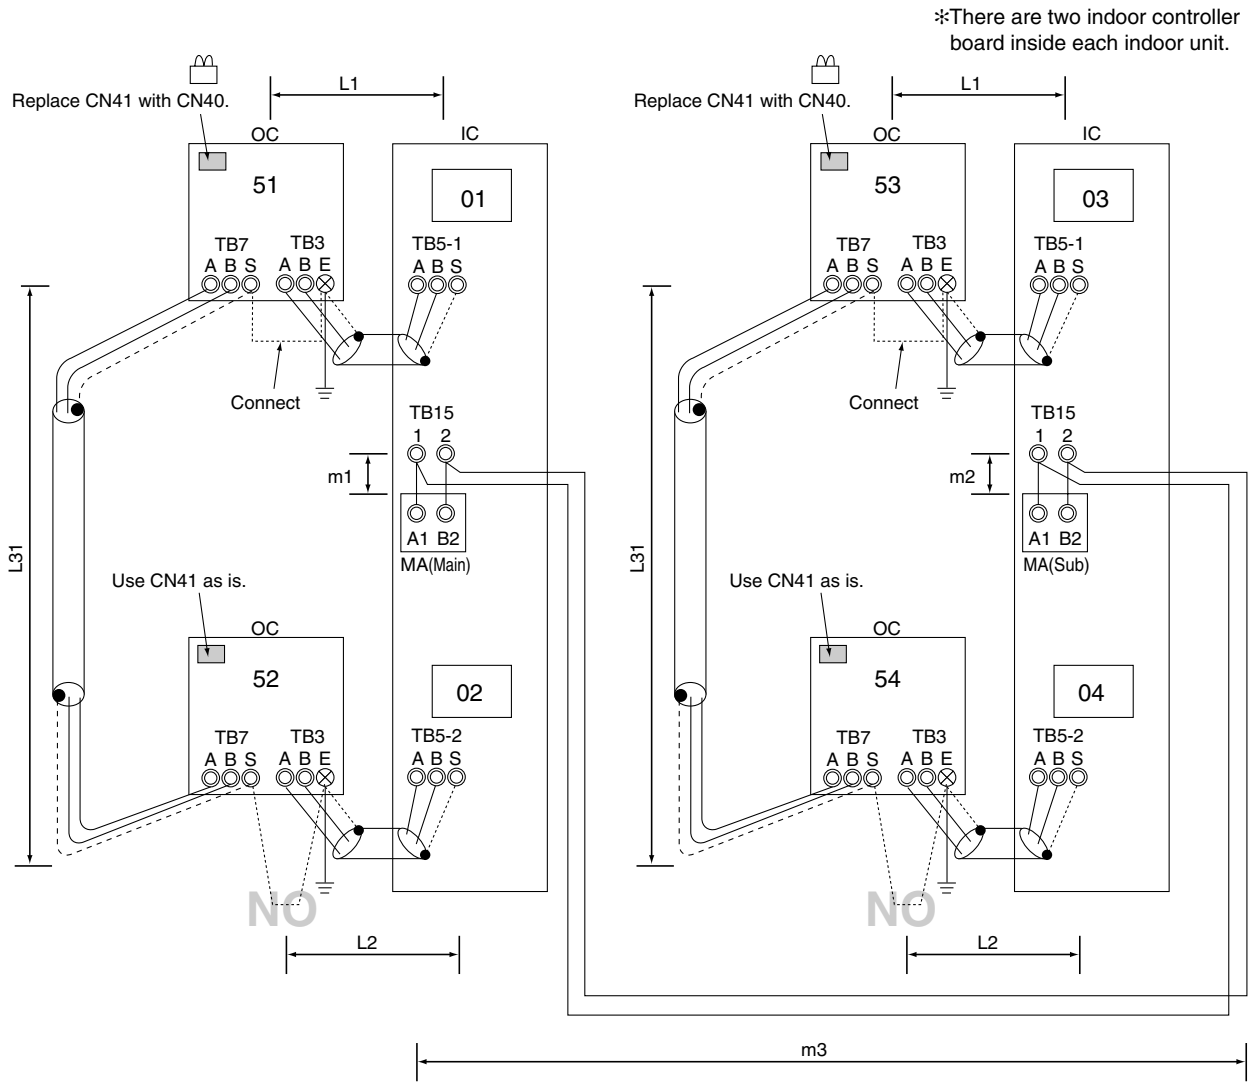 ✻There are two indoor controller
board inside each indoor unit.
L1
L1
Replace CN41 with CN40.
Replace CN41 with CN40.
OC
IC
OC
IC
51
01
53
03
TB7
TB3
TB5-1
TB7
TB3
TB5-1
A B S
A B E
A B S
A B S
A B E
A B S
Connect
Connect
TB15
TB15
1 2
1 2
m1
m2
A1 B2
A1 B2
MA(Main)
MA(Sub)
L31
L31
Use CN41 as is.
Use CN41 as is.
OC
OC
52
02
54
04
TB7
TB3
TB5-2
TB7
TB3
TB5-2
A B S
A B E
A B S
A B S
A B E
A B S
NO
NO
L2
L2
m3